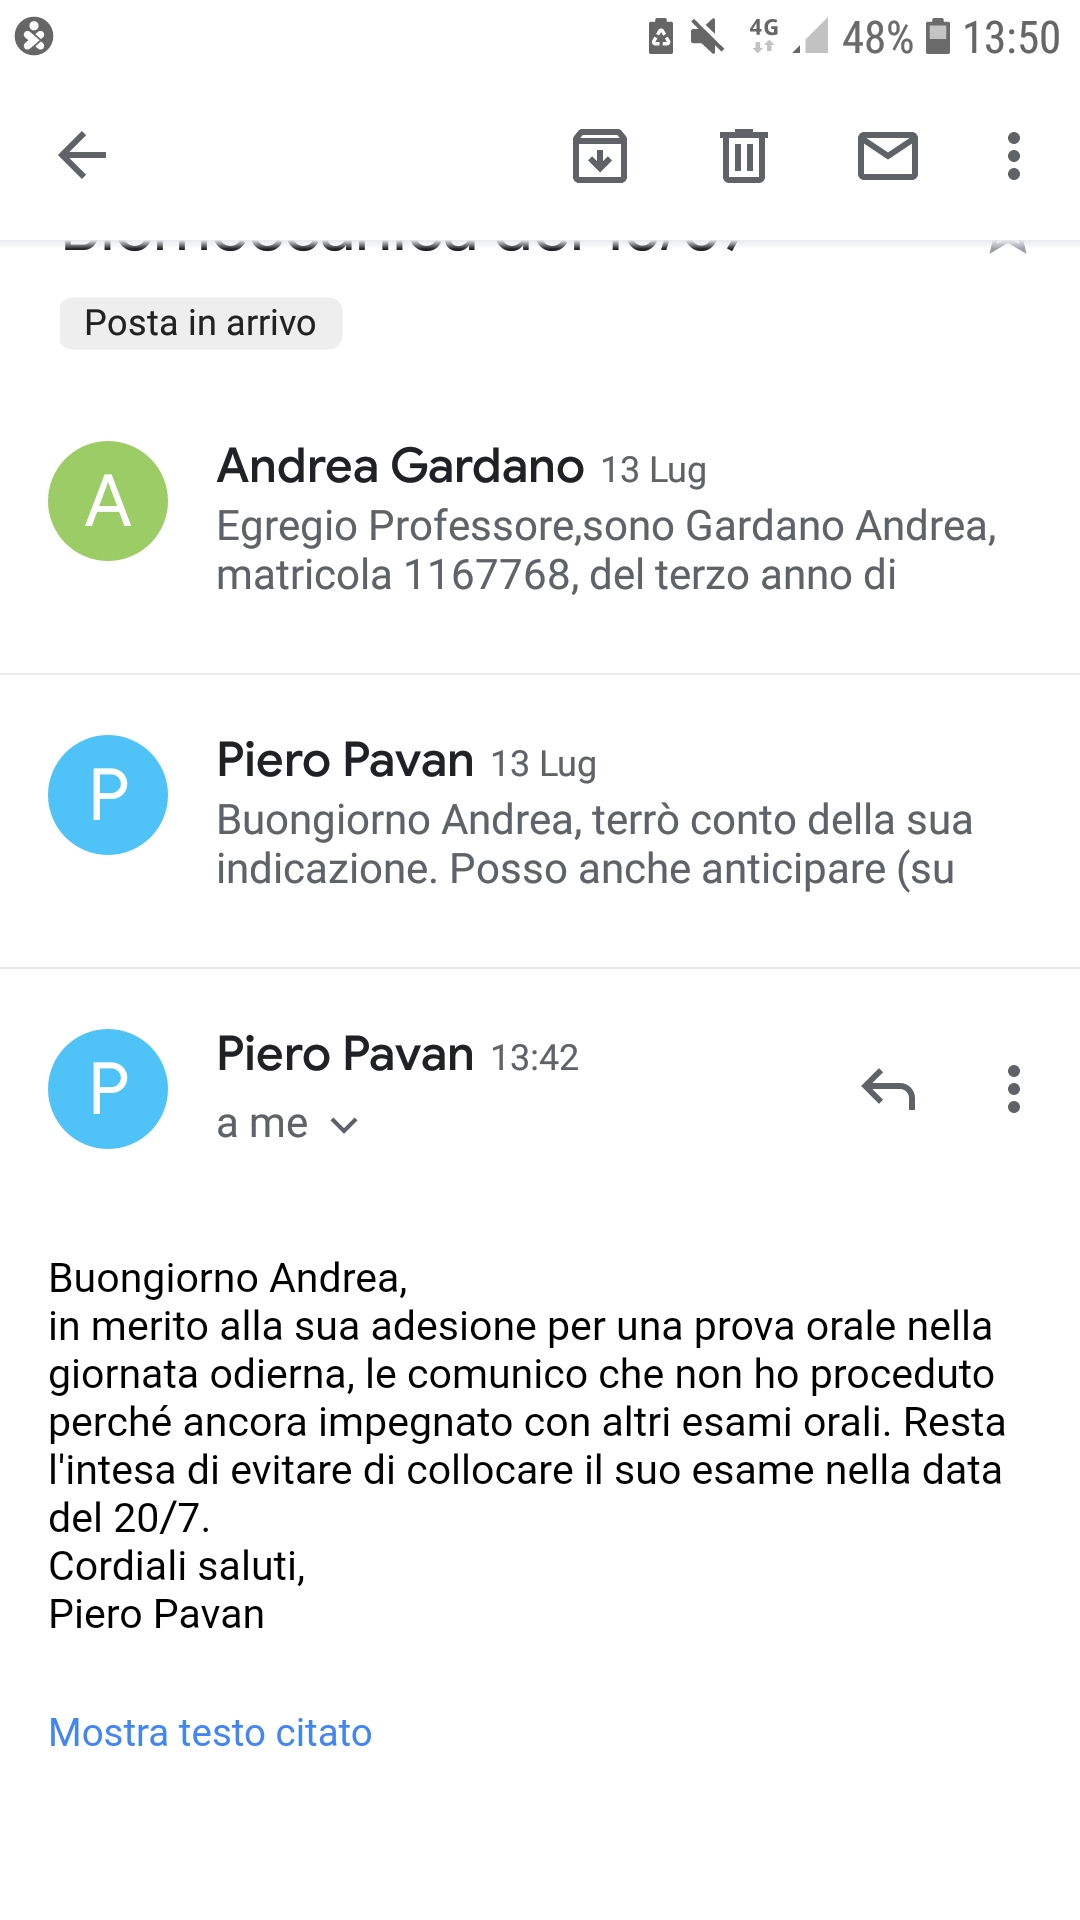 4G 48% 13:50
Posta in arrivo
A
Andrea Gardano 13 Lug
Egregio Professore,sono Gardano Andrea,
matricola 1167768, del terzo anno di
P
Piero Pavan 13 Lug
Buongiorno Andrea, terrò conto della sua
indicazione. Posso anche anticipare (su
P
Piero Pavan 13:42
a me
Buongiorno Andrea,
in merito alla sua adesione per una prova orale nella
giornata odierna, le comunico che non ho proceduto
perché ancora impegnato con altri esami orali. Resta
l'intesa di evitare di collocare il suo esame nella data
del 20/7.
Cordiali saluti,
Piero Pavan
Mostra testo citato